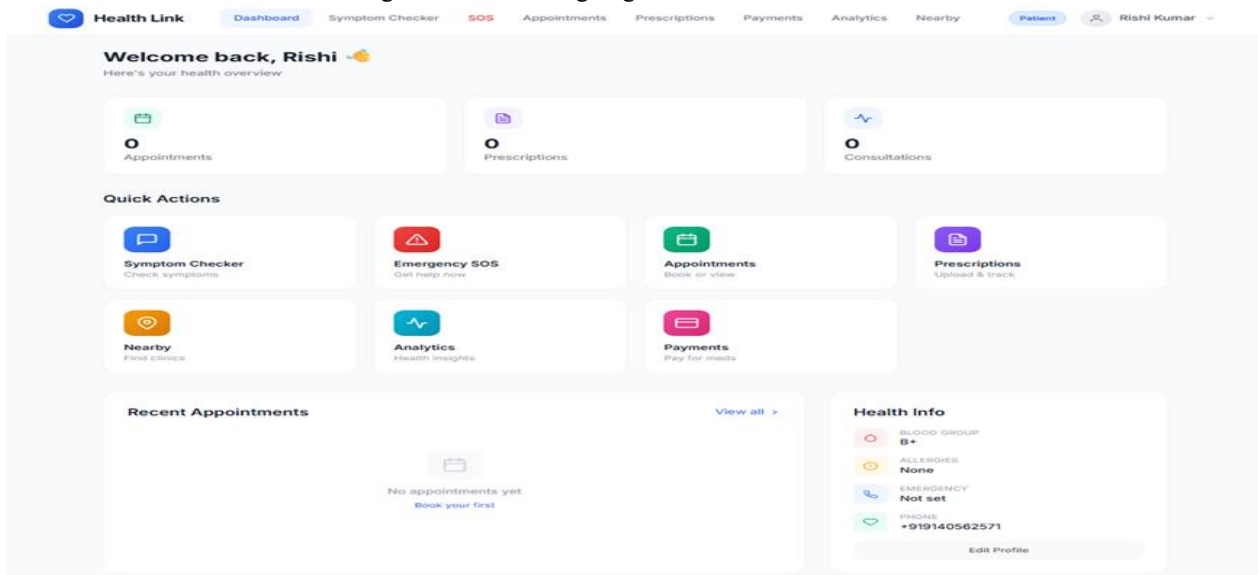 Health Link Dashboard Symptom Checker SOS Appointments Prescriptions Payments Analytics Nearby Patient Rishi Kumar
Welcome back, Rishi 👋
Here's your health overview
0
Appointments
0
Prescriptions
0
Consultations
Quick Actions
Symptom Checker
Check symptoms
Emergency SOS
Get help now
Appointments
Book or view
Prescriptions
Upload & track
Nearby
Find clinics
Analytics
Health insights
Payments
Pay for meds
Recent Appointments View all >
No appointments yet
Book your first
Health Info
BLOOD GROUP
B+
ALLERGIES
None
EMERGENCY
Not set
PHONE
+919140562571
Edit Profile